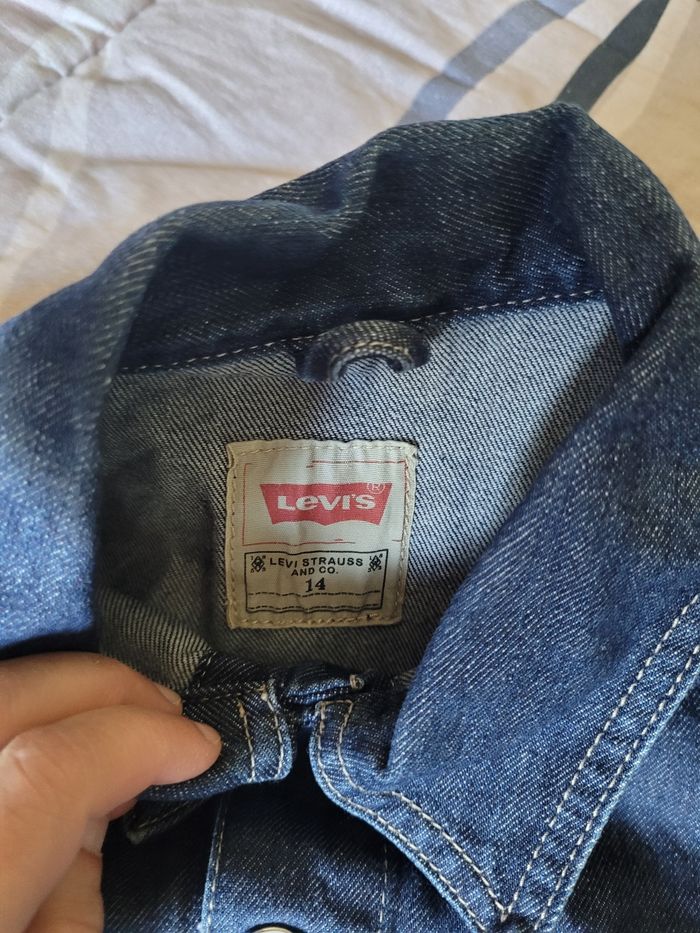 Levi's®
LEVI STRAUSS
AND CO.
14